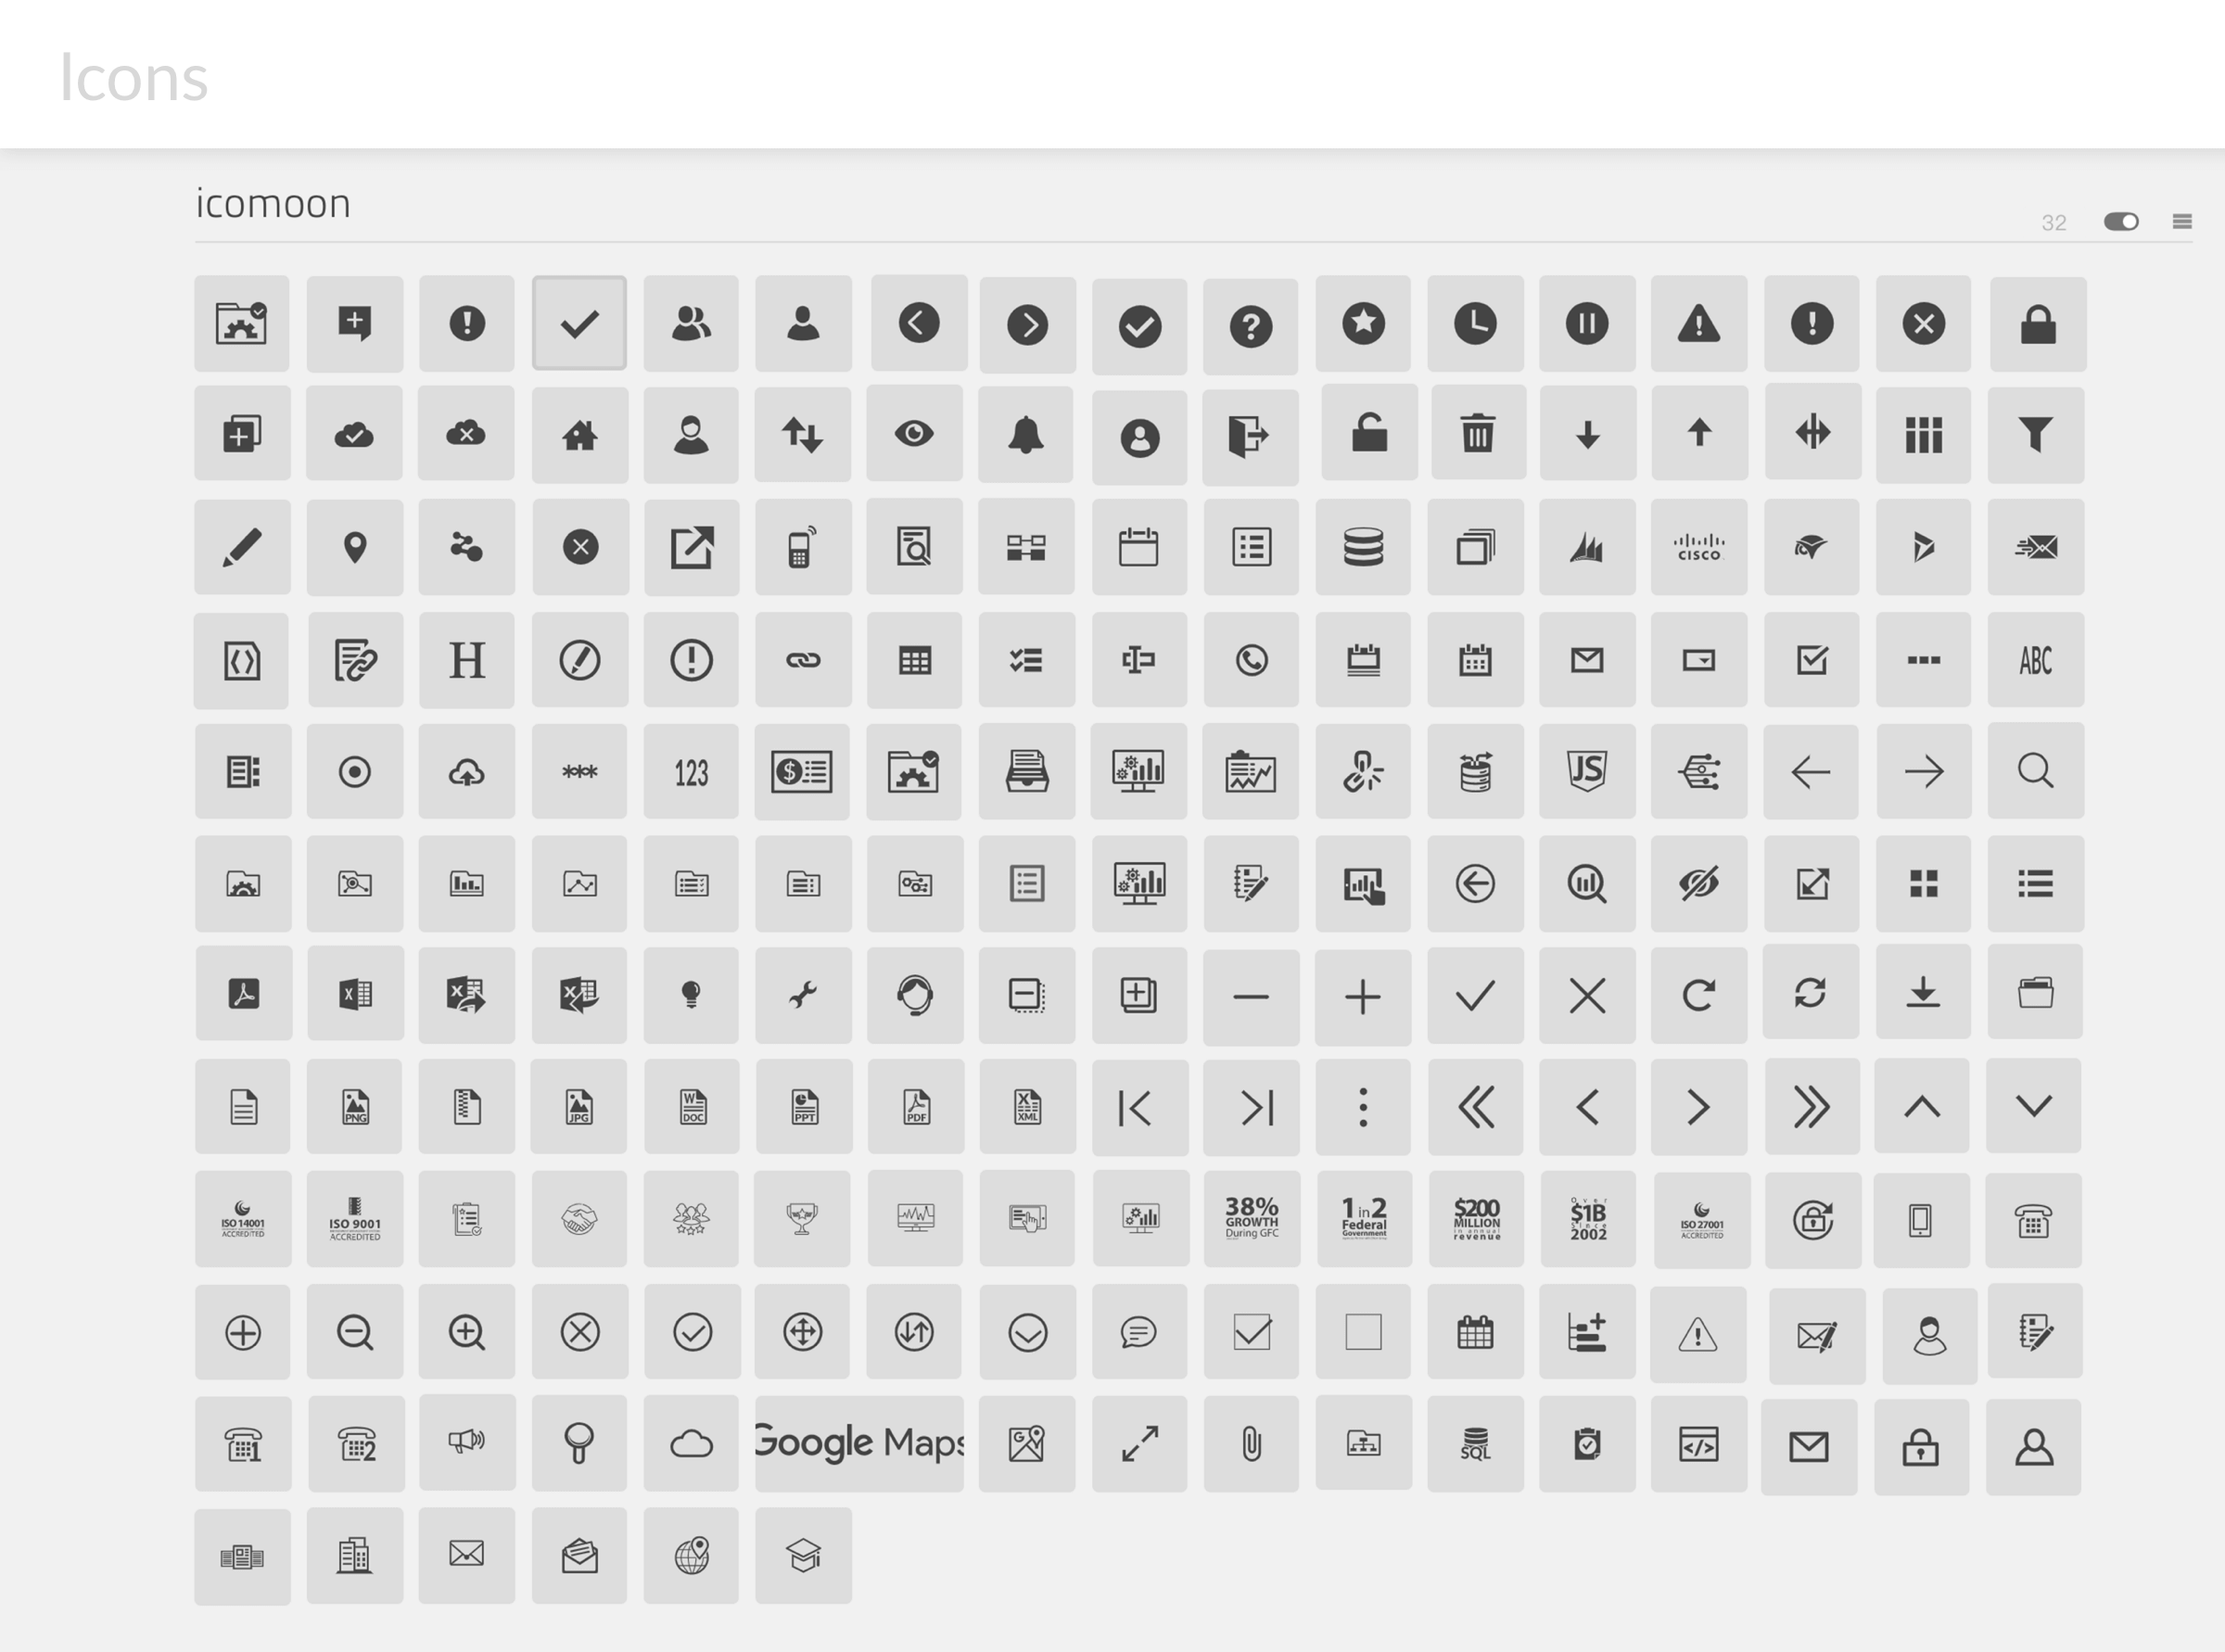 Icons
icomoon
32
CISCO
H
ABC
123
$
JS
X
X
X
PNG
JPG
W
DOC
PPT
PDF
X
XML
ISO 14001
ACCREDITED
ISO 9001
ACCREDITED
38%
GROWTH
During GFC
1 in 2
Federal
Government
$200
MILLION
in annual
revenue
Over
$1B
Since
2002
ISO 27001
ACCREDITED
1
2
Google Maps
G
SQL
</>